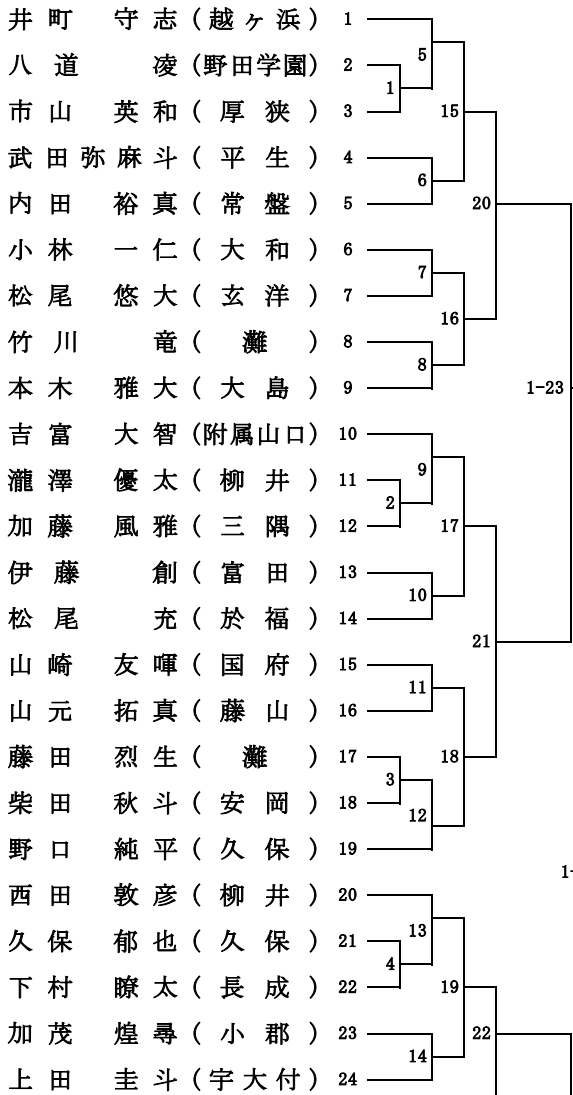 井町 守志(越ヶ浜) 1
八道 凌(野田学園) 2
市山 英和(厚狭) 3
武田弥麻斗(平生) 4
内田 裕真(常盤) 5
小林 一仁(大和) 6
松尾 悠大(玄洋) 7
竹川 竜(灘) 8
本木 雅大(大島) 9
吉富 大智(附属山口) 10
瀧澤 優太(柳井) 11
加藤 風雅(三隅) 12
伊藤 創(富田) 13
松尾 充(於福) 14
山崎 友暉(国府) 15
山元 拓真(藤山) 16
藤田 烈生(灘) 17
柴田 秋斗(安岡) 18
野口 純平(久保) 19
西田 敦彦(柳井) 20
久保 郁也(久保) 21
下村 瞭太(長成) 22
加茂 煌尋(小郡) 23
上田 圭斗(宇大付) 24
1
2
3
4
5
6
7
8
9
10
11
12
13
14
15
16
17
18
19
20
21
22
1-23
1-